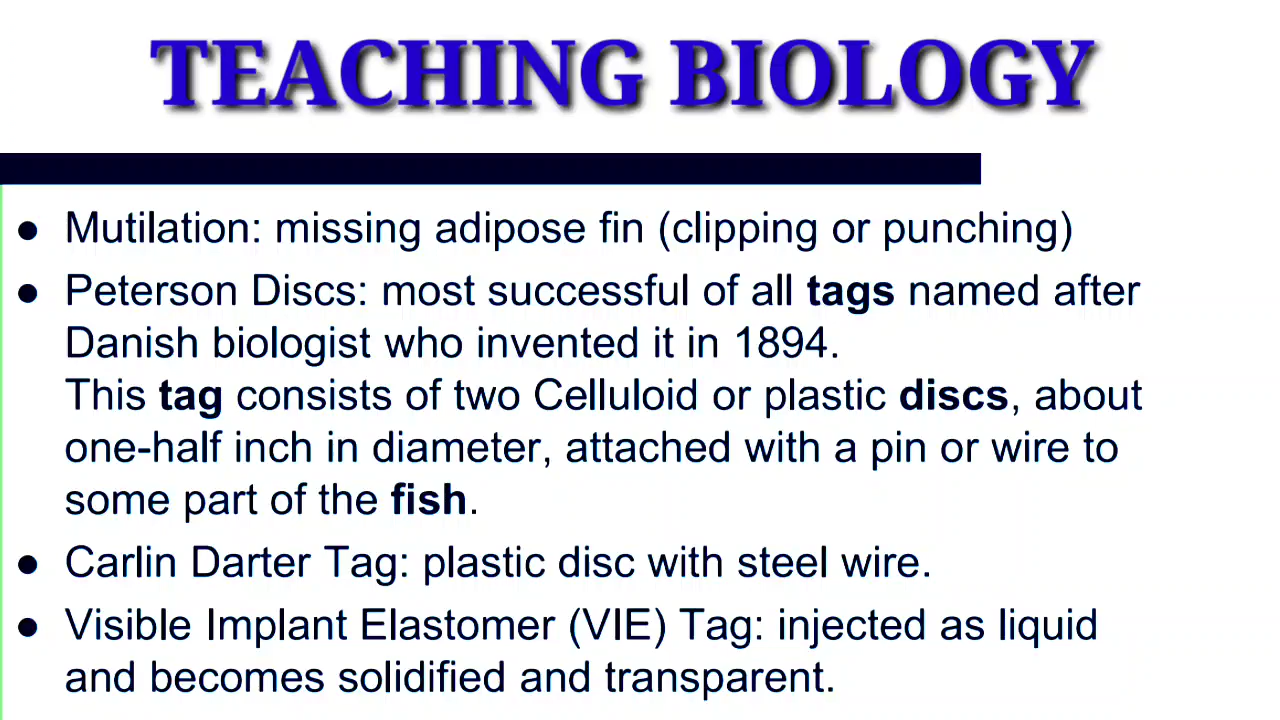 TEACHING BIOLOGY
● Mutilation: missing adipose fin (clipping or punching)
● Peterson Discs: most successful of all tags named after
Danish biologist who invented it in 1894.
This tag consists of two Celluloid or plastic discs, about
one-half inch in diameter, attached with a pin or wire to
some part of the fish.
● Carlin Darter Tag: plastic disc with steel wire.
● Visible Implant Elastomer (VIE) Tag: injected as liquid
and becomes solidified and transparent.